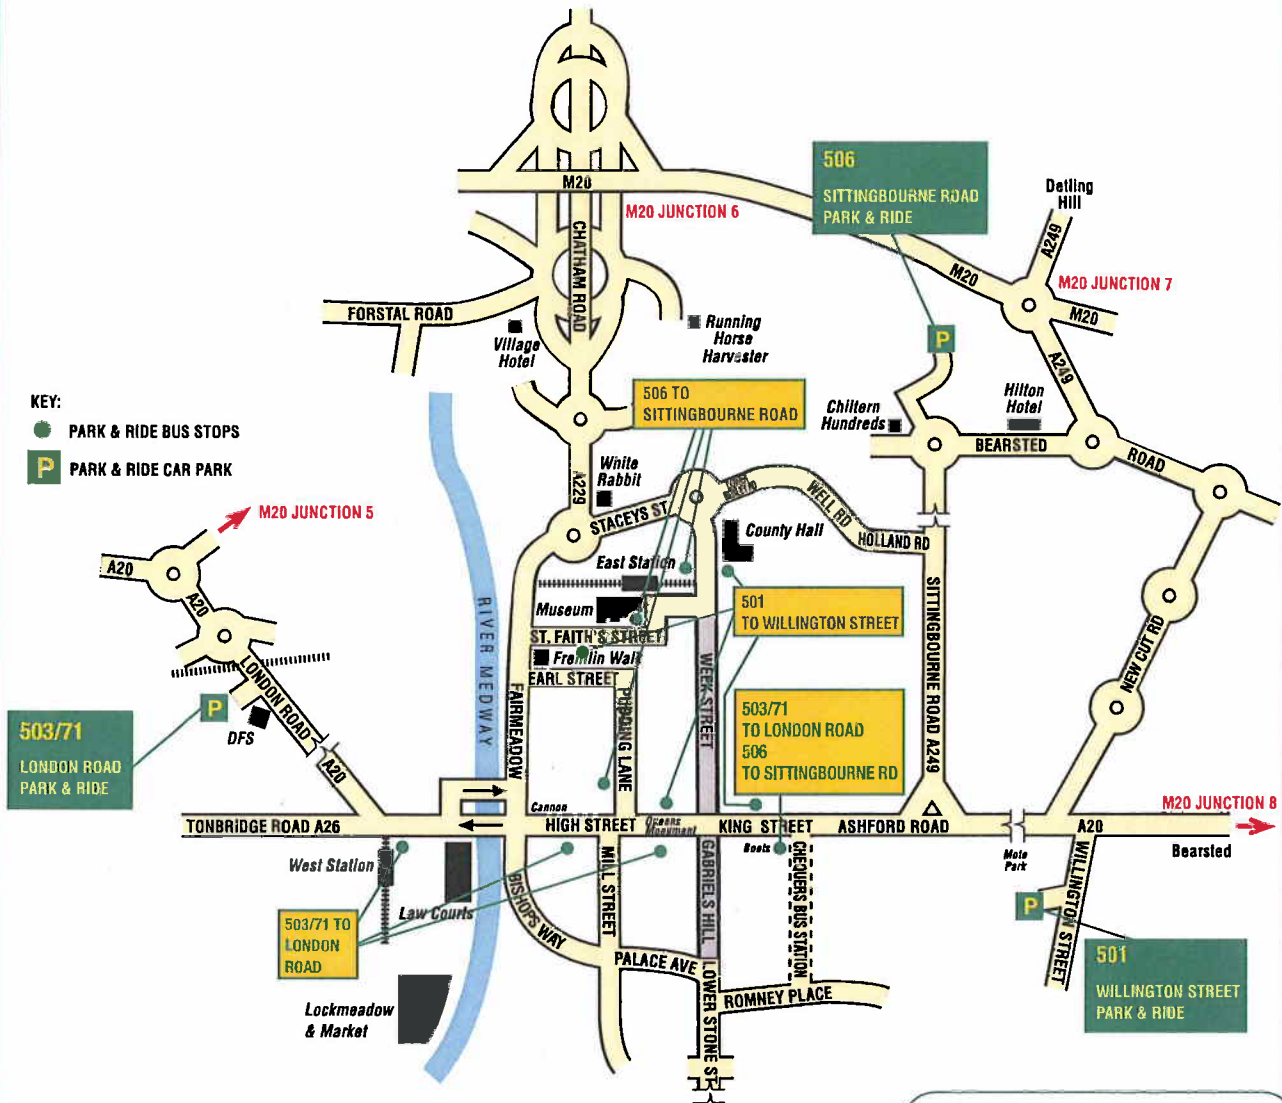 M20
M20 JUNCTION 6
CHATHAM ROAD
506
SITTINGBOURNE ROAD
PARK & RIDE
Detling
Hill
A249
M20
M20 JUNCTION 7
M20
A249
FORSTAL ROAD
Village
Hotel
Running
Horse
Harvester
P
KEY:
PARK & RIDE BUS STOPS
P PARK & RIDE CAR PARK
506 TO
SITTINGBOURNE ROAD
Chiltern
Hundreds
Hilton
Hotel
BEARSTED
ROAD
White
Rabbit
A229
STACEYS ST
WELL RD
HOLLAND RD
County Hall
M20 JUNCTION 5
A20
A20
LONDON ROAD
East Station
Museum
ST. FAITH'S STREET
Fremlin Walk
EARL STREET
RIVER MEDWAY
FAIRMEADOW
PUDDING LANE
WEEK STREET
501
TO WILLINGTON STREET
SITTINGBOURNE ROAD A249
NEW CUT RD
P
DFS
503/71
LONDON ROAD
PARK & RIDE
A20
503/71
TO LONDON ROAD
506
TO SITTINGBOURNE RD
Cannon
TONBRIDGE ROAD A26
HIGH STREET
Queens
Monument
KING STREET
ASHFORD ROAD
A20
M20 JUNCTION 8
Bearsted
Boots
Mote
Park
West Station
Law Courts
BISHOPS WAY
MILL STREET
GABRIELS HILL
CHEQUERS BUS STATION
WILLINGTON STREET
P
503/71 TO
LONDON
ROAD
PALACE AVE
LOWER STONE ST
ROMNEY PLACE
501
WILLINGTON STREET
PARK & RIDE
Lockmeadow
& Market